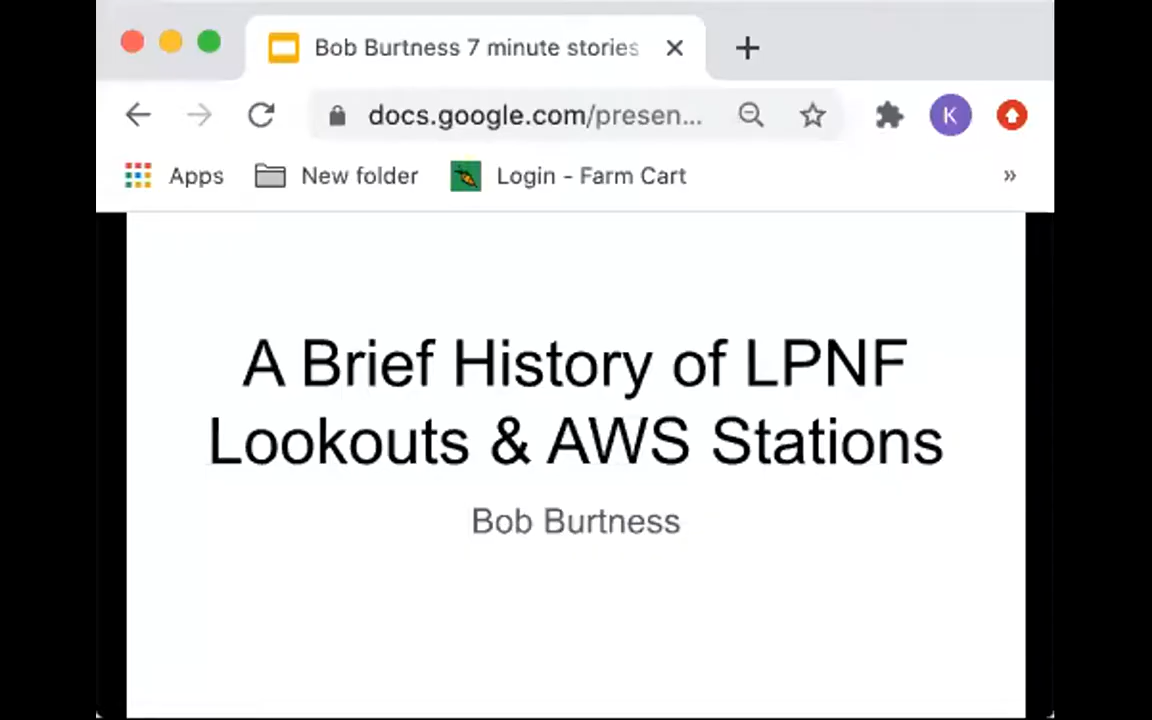 Bob Burtness 7 minute stories
docs.google.com/presen...
K
Apps
New folder
Login - Farm Cart
»
A Brief History of LPNF
Lookouts & AWS Stations
Bob Burtness